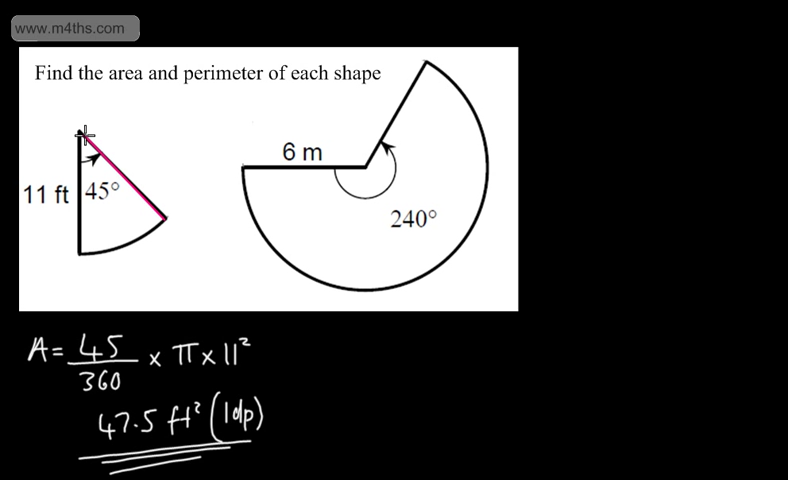 www.m4ths.com
Find the area and perimeter of each shape
6 m
11 ft 45°
240°
A = 45/360 × π × 11²
47.5 ft² (1dp)